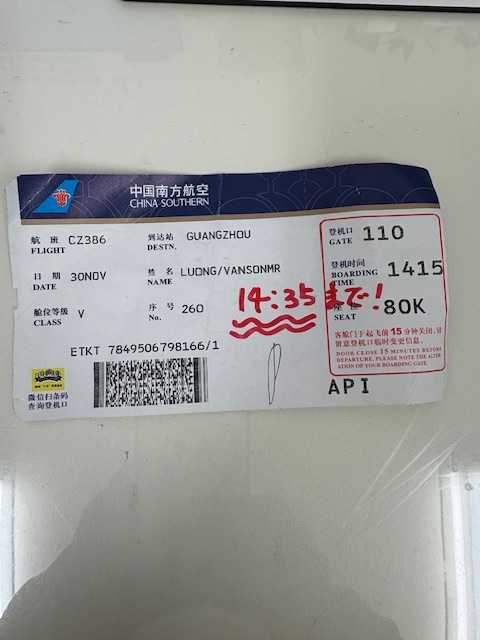 中国南方航空
CHINA SOUTHERN
航 班 CZ386
FLIGHT
到达站 GUANGZHOU
DESTN.
登机口 110
GATE
日 期 30NOV
DATE
姓 名 LUONG/VANSONMR
NAME
登机时间
BOARDING 1415
TIME
舱位等级 V
CLASS
序 号 260
No.
14:35まで!
80K
SEAT
ETKT 7849506798166/1
客舱门于起飞前15分钟关闭,请
留意登机口临时变更信息。
DOOR CLOSE 15 MINUTES BEFORE
DEPARTURE, PLEASE NOTE THE ALTER
ATION OF YOUR BOARDING GATE.
API
微信扫条码
查询登机口